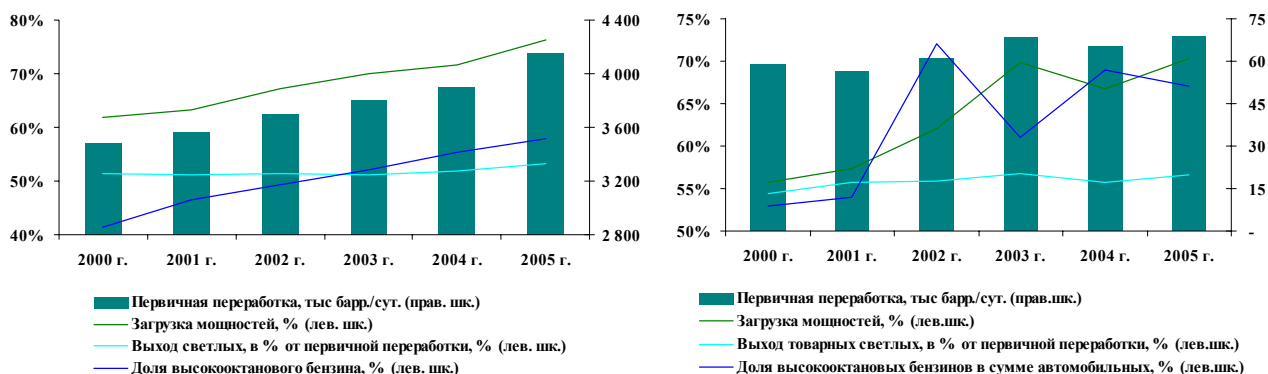 80%
70%
60%
50%
40%
4 400
4 000
3 600
3 200
2 800
2000 г. 2001 г. 2002 г. 2003 г. 2004 г. 2005 г.
Первичная переработка, тыс барр./сут. (прав. шк.)
Загрузка мощностей, % (лев. шк.)
Выход светлых, в % от первичной переработки, % (лев. шк.)
Доля высокооктанового бензина, % (лев. шк.)
75%
70%
65%
60%
55%
50%
75
60
45
30
15
-
2000 г. 2001 г. 2002 г. 2003 г. 2004 г. 2005 г.
Первичная переработка, тыс барр./сут. (прав.шк.)
Загрузка мощностей, % (лев.шк.)
Выход товарных светлых, в % от первичной переработки, % (лев.шк.)
Доля высокооктановых бензинов в сумме автомобильных, % (лев.шк.)